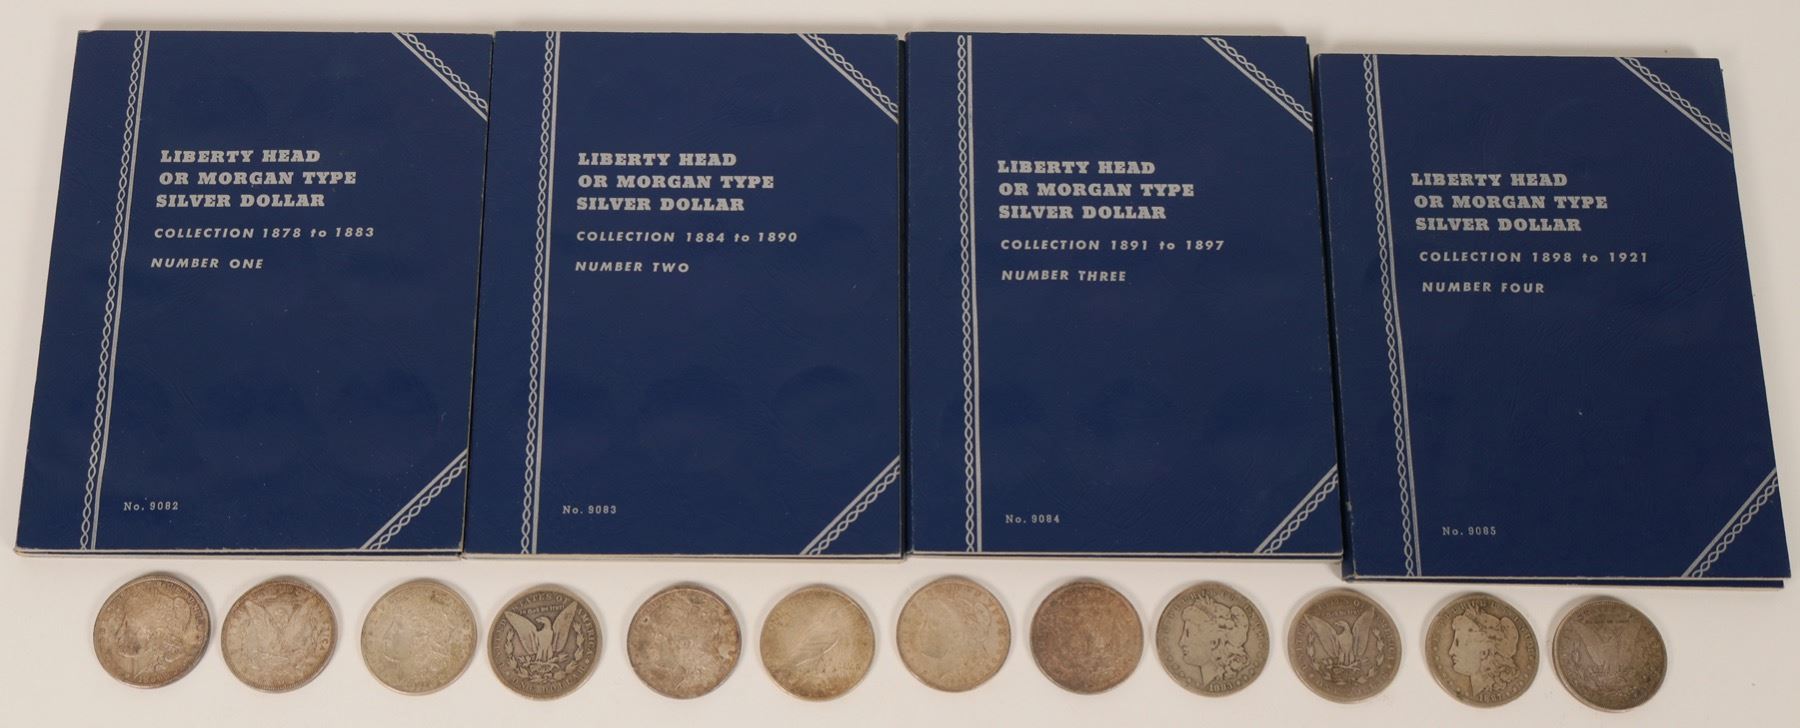 LIBERTY HEAD
OR MORGAN TYPE
SILVER DOLLAR
COLLECTION 1878 to 1883
NUMBER ONE
No. 9082
LIBERTY HEAD
OR MORGAN TYPE
SILVER DOLLAR
COLLECTION 1884 to 1890
NUMBER TWO
No. 9083
LIBERTY HEAD
OR MORGAN TYPE
SILVER DOLLAR
COLLECTION 1891 to 1897
NUMBER THREE
No. 9084
LIBERTY HEAD
OR MORGAN TYPE
SILVER DOLLAR
COLLECTION 1898 to 1921
NUMBER FOUR
No. 9085